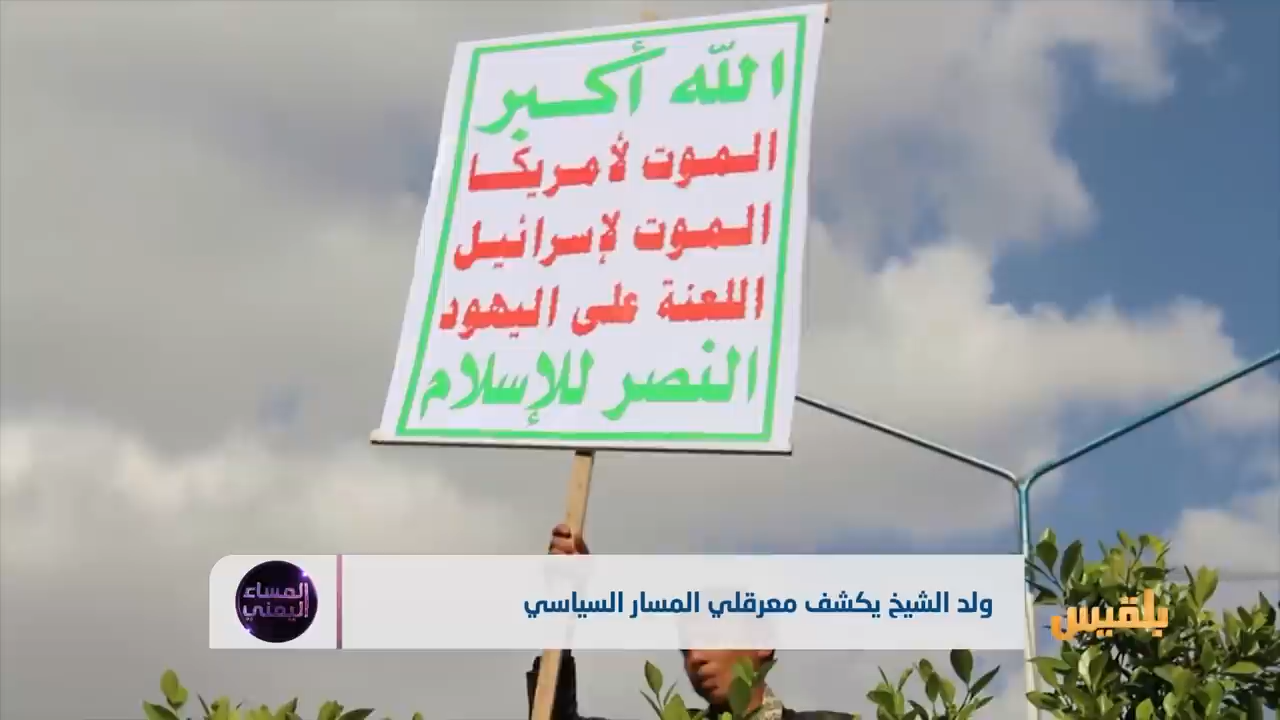 الله أكبر
الموت لأمريكا
الموت لإسرائيل
اللعنة على اليهود
النصر للإسلام
ولد الشيخ يكشف معرقلي المسار السياسي
المساء
اليمني
بلقيس